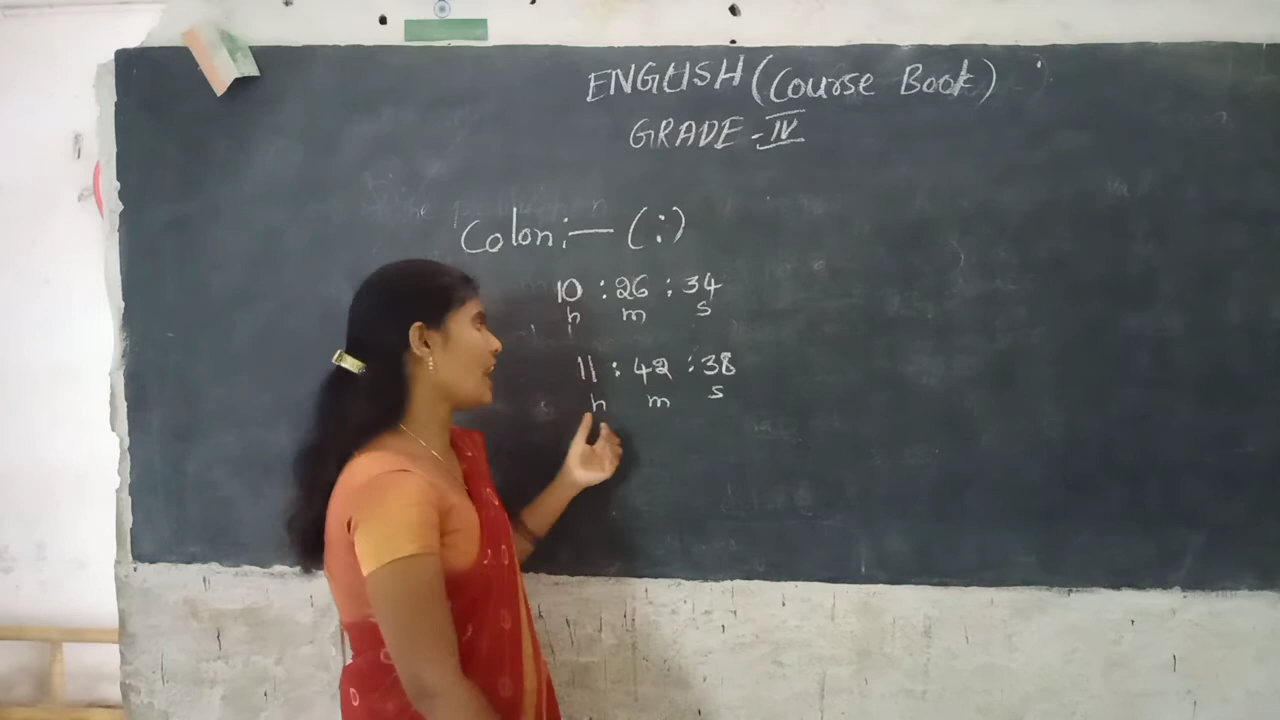 ENGLISH (Course Book)
GRADE - IV
Colon :— (:)
10 : 26 : 34
h m s
11 : 42 : 38
h m s